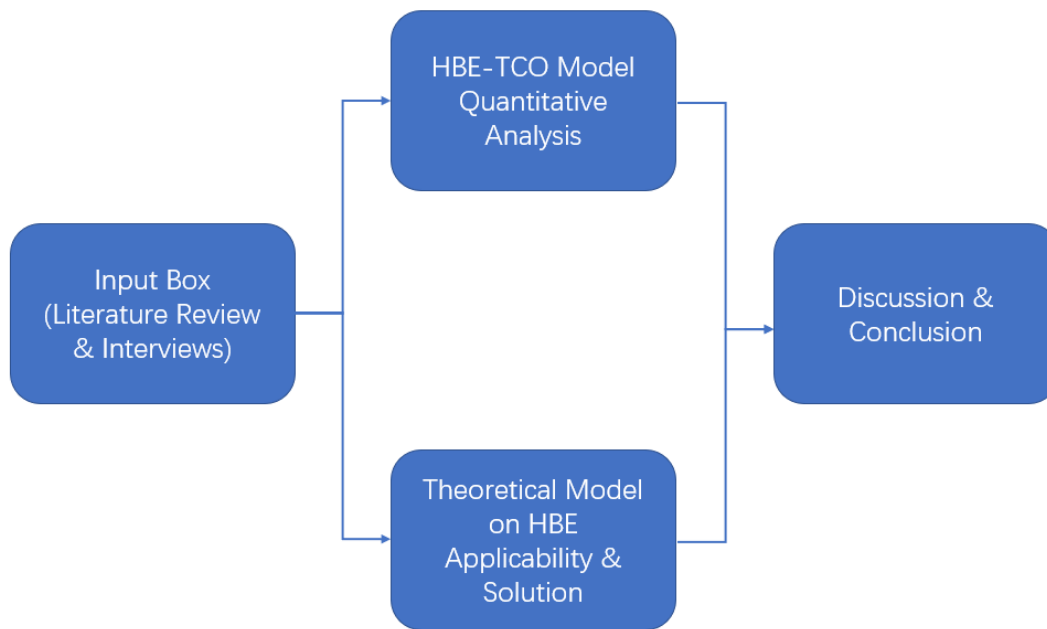 HBE-TCO Model
Quantitative
Analysis
Input Box
(Literature Review
& Interviews)
Discussion &
Conclusion
Theoretical Model
on HBE
Applicability &
Solution